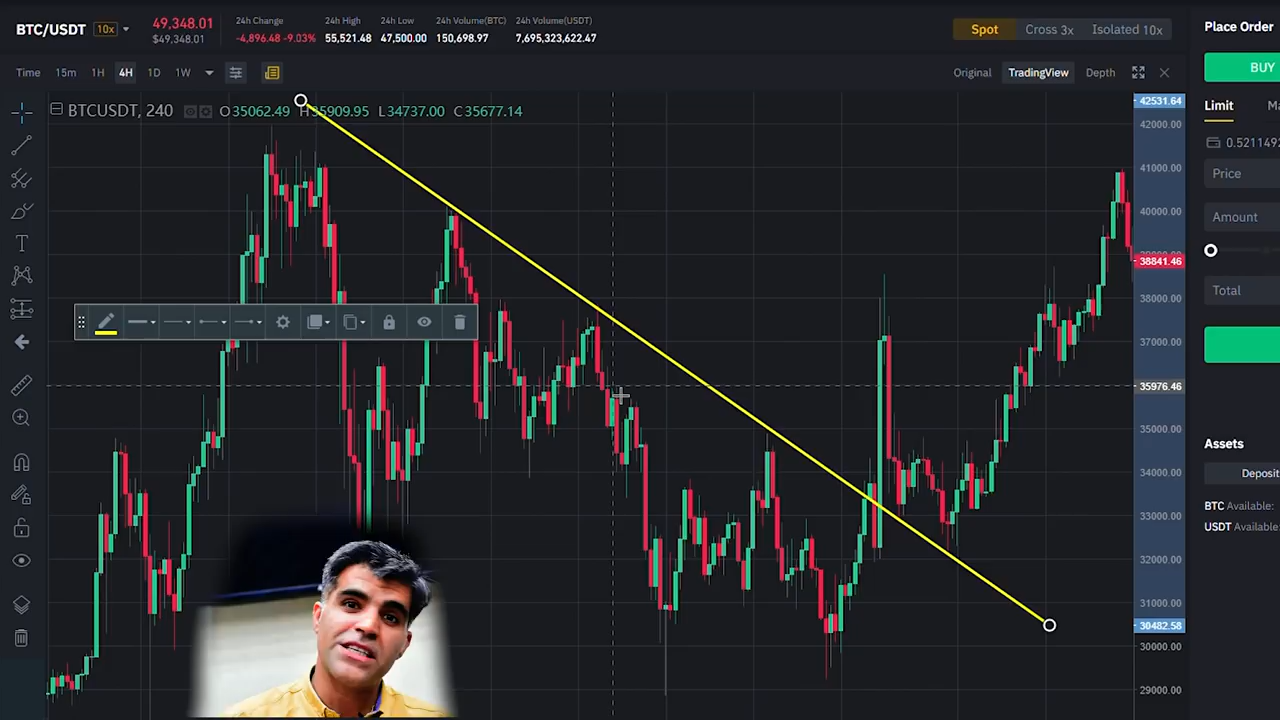 BTC/USDT 10x
49,348.01
$49,348.01
24h Change
-4,896.48 -9.03%
24h High
55,521.48
24h Low
47,500.00
24h Volume(BTC)
150,698.97
24h Volume(USDT)
7,695,323,622.47
Spot Cross 3x Isolated 10x
Place Order
Time 15m 1H 4H 1D 1W
Original TradingView Depth
BUY
BTCUSDT, 240 O35062.49 H35909.95 L34737.00 C35677.14
Limit
0.5211492
Price
Amount
Total
Assets
Deposit
BTC Available:
USDT Available:
42531.64
42000.00
41000.00
40000.00
38841.46
38000.00
37000.00
35976.46
35000.00
34000.00
33000.00
32000.00
31000.00
30482.58
30000.00
29000.00